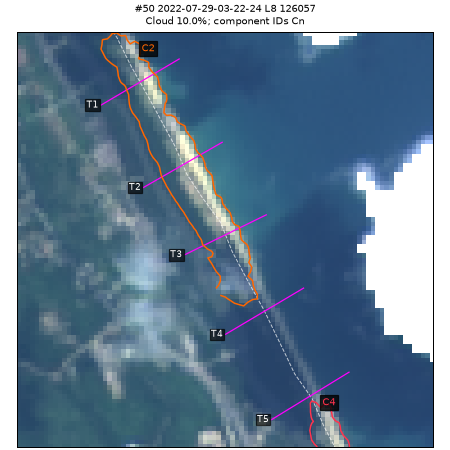 #50 2022-07-29-03-22-24 L8 126057
Cloud 10.0%; component IDs Cn
C2
T1
T2
T3
T4
C4
T5